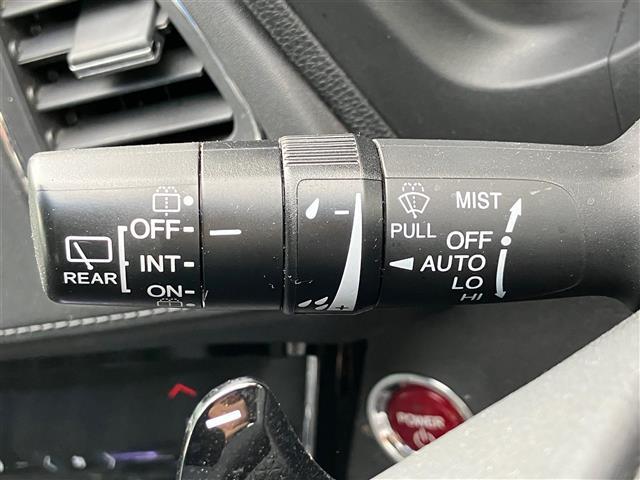 OFF
INT
ON
REAR
-
+
PULL
MIST
OFF
AUTO
LO
HI
POWER